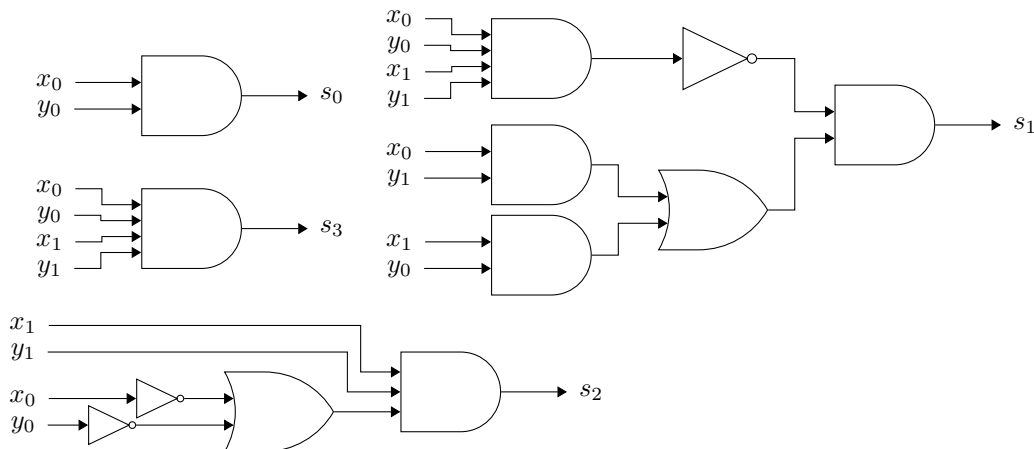 x₀
y₀
s₀
x₀
y₀
x₁
y₁
s₃
x₀
y₀
x₁
y₁
x₀
y₁
x₁
y₀
s₁
x₁
y₁
x₀
y₀
s₂